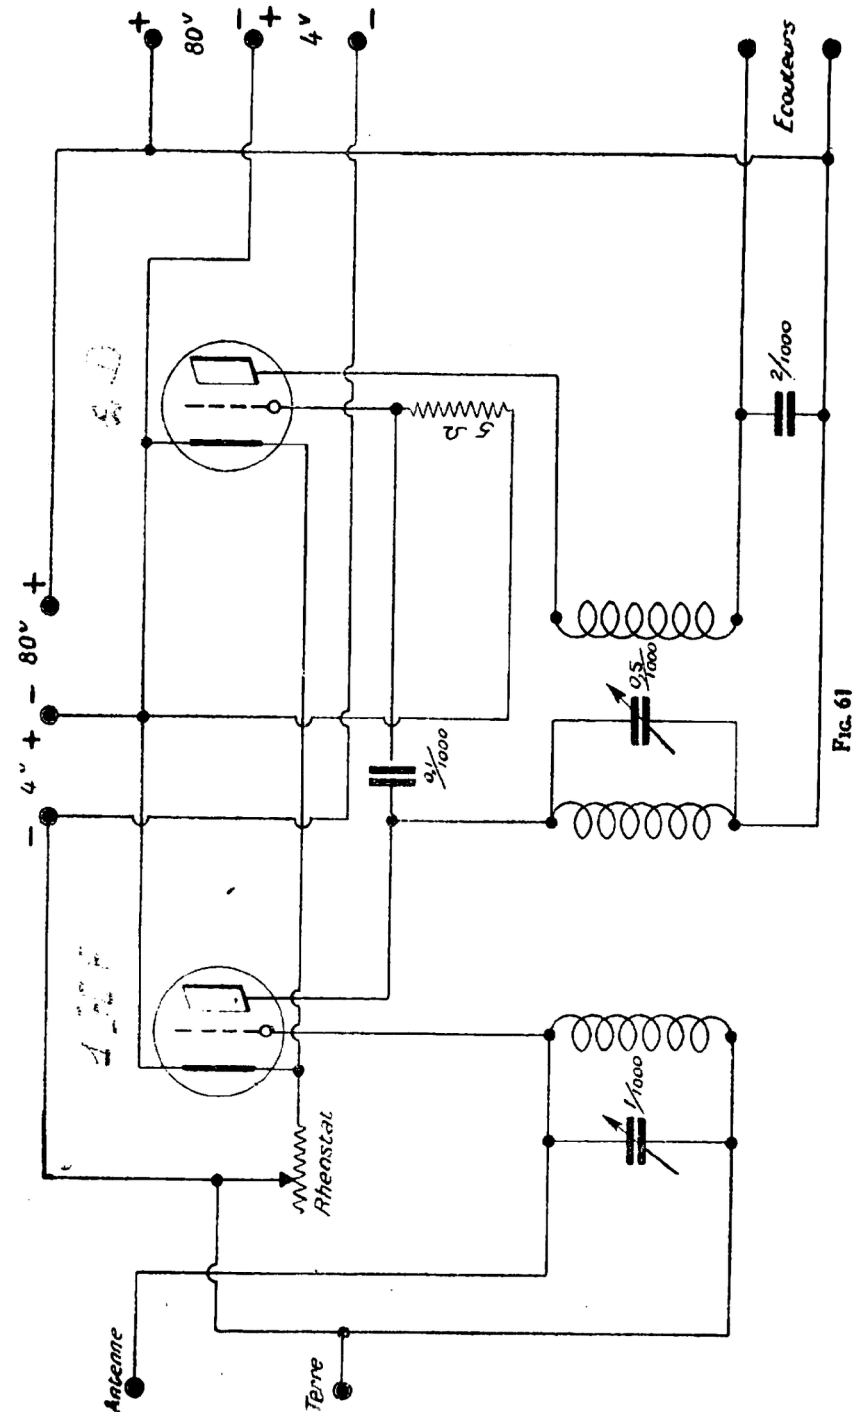 + 80v - + 4v -
Ecouteurs
2/1000
5 Ω
- 4v + - 80v +
0,5/1000
0,1/1000
Rhéostat
1/1000
Antenne
Terre
FIG. 61